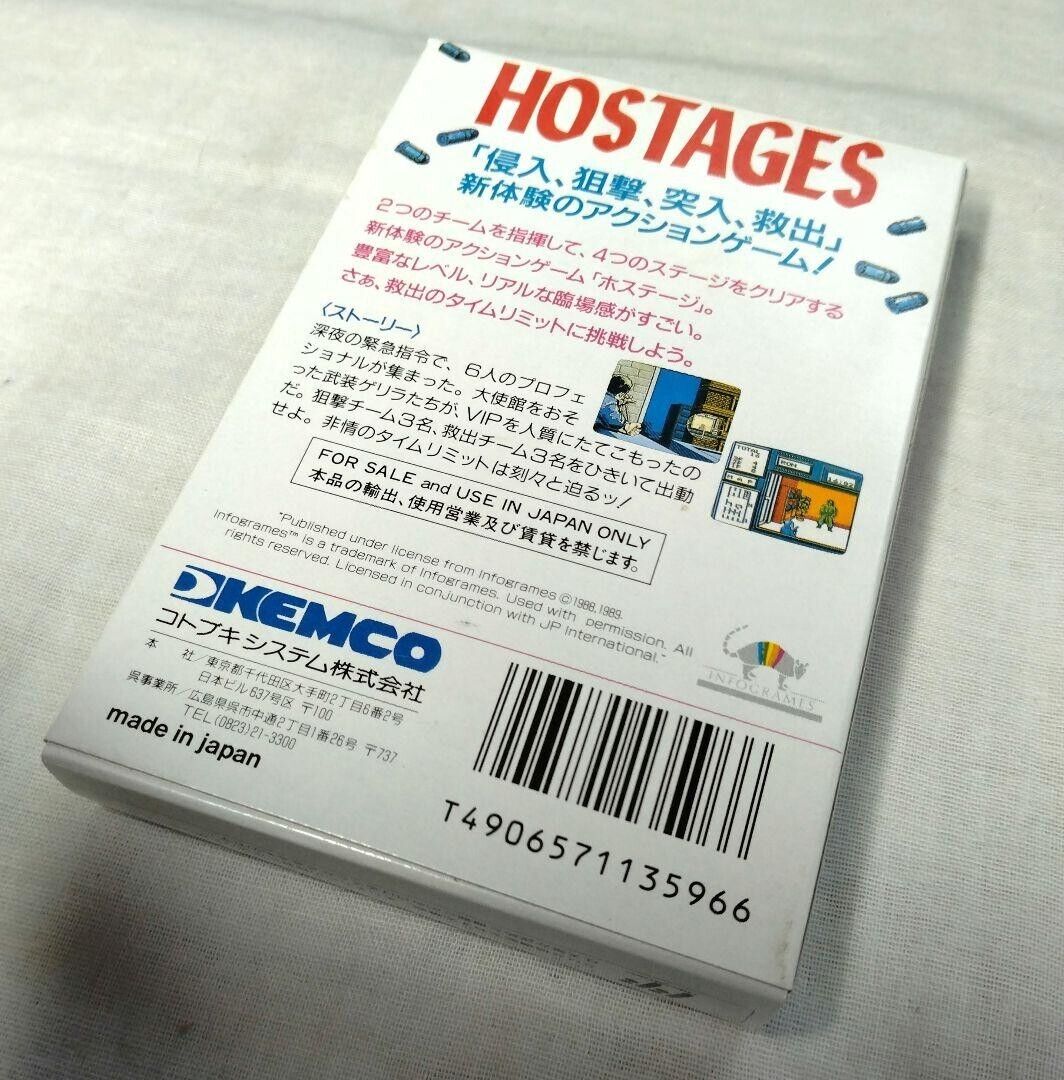 HOSTAGES
「侵入、狙撃、突入、救出」
新体験のアクションゲーム!
2つのチームを指揮して、4つのステージをクリアする
新体験のアクションゲーム「ホステージ」。
豊富なレベル、リアルな臨場感がすごい。
さぁ、救出のタイムリミットに挑戦しよう。
〈ストーリー〉
深夜の緊急指令で、6人のプロフェ
ショナルが集まった。大使館をおそ
った武装ゲリラたちが、VIPを人質にたてこもったの
だ。狙撃チーム3名、救出チーム3名をひきいて出動
せよ。非情のタイムリミットは刻々と迫るッ!
FOR SALE and USE IN JAPAN ONLY
本品の輸出、使用営業及び賃貸を禁じます。
"Published under license from Infogrames ©1988,1989.
Infogrames™ is a trademark of Infogrames. Used with permission. All
rights reserved. Licensed in conjunction with JP International."
KEMCO
コトブキシステム株式会社
本 社/東京都千代田区大手町2丁目6番2号
日本ビル637号区 〒100
呉事業所/広島県呉市中通2丁目1番26号 〒737
TEL(0823)21-3300
made in japan
INFOGRAMES
T4906571135966
TOTAL
12
MAP